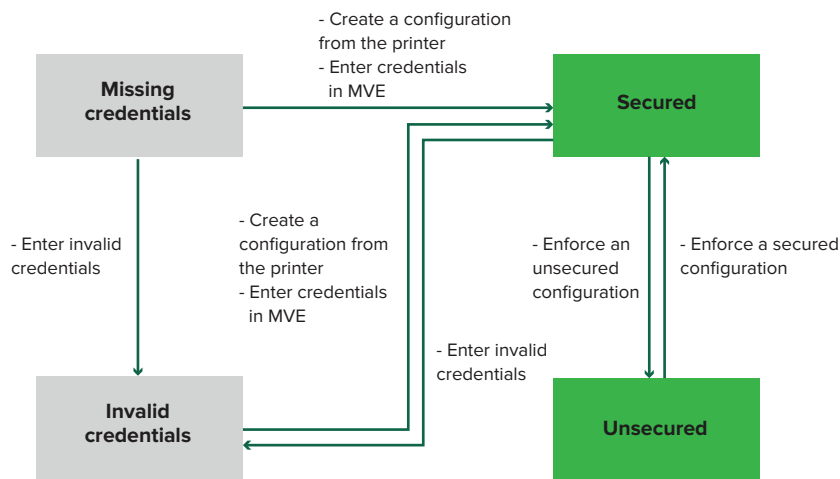 - Create a configuration
from the printer
- Enter credentials
in MVE
Missing
credentials
Secured
- Enter invalid
credentials
- Create a
configuration from
the printer
- Enter credentials
in MVE
- Enforce an
unsecured
configuration
- Enforce a secured
configuration
- Enter invalid
credentials
Invalid
credentials
Unsecured